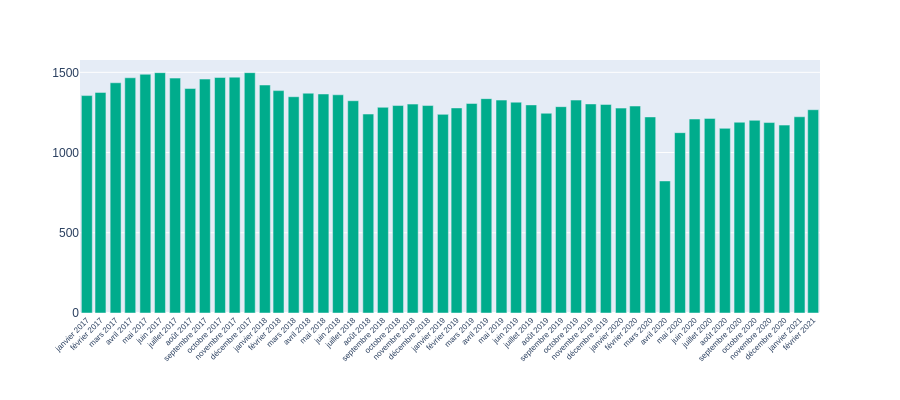 1500
1000
500
0
janvier 2017
février 2017
mars 2017
avril 2017
mai 2017
juin 2017
juillet 2017
août 2017
septembre 2017
octobre 2017
novembre 2017
décembre 2017
janvier 2018
février 2018
mars 2018
avril 2018
mai 2018
juin 2018
juillet 2018
août 2018
septembre 2018
octobre 2018
novembre 2018
décembre 2018
janvier 2019
février 2019
mars 2019
avril 2019
mai 2019
juin 2019
juillet 2019
août 2019
septembre 2019
octobre 2019
novembre 2019
décembre 2019
janvier 2020
février 2020
mars 2020
avril 2020
mai 2020
juin 2020
juillet 2020
août 2020
septembre 2020
octobre 2020
novembre 2020
décembre 2020
janvier 2021
février 2021